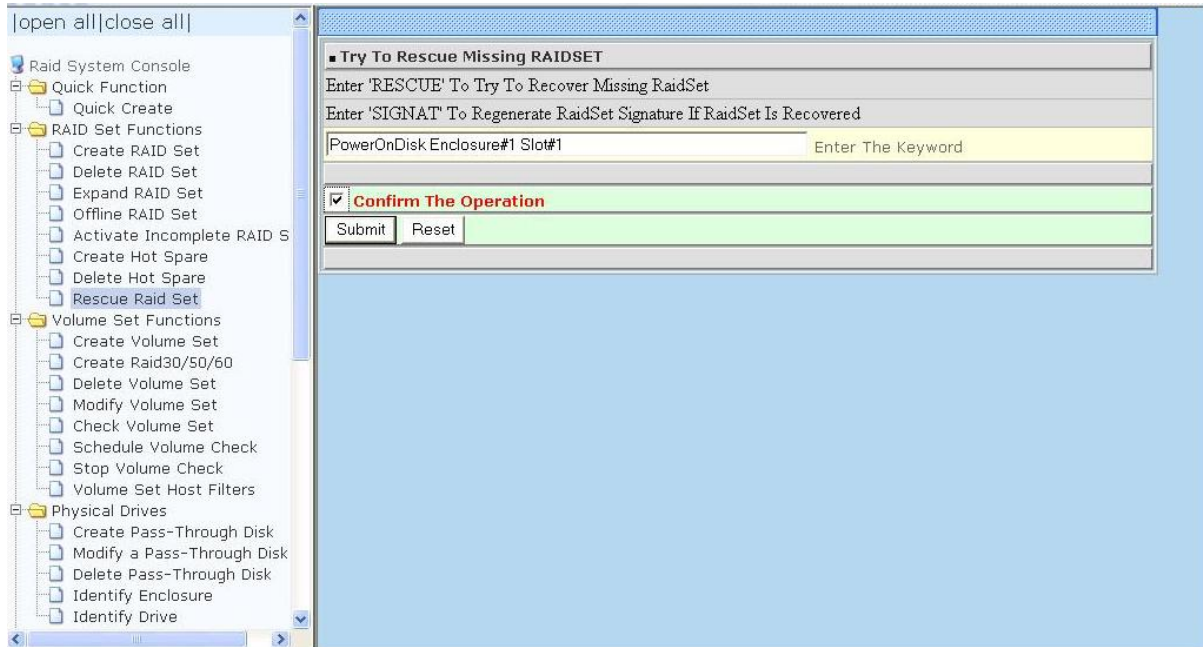 |open all|close all|
Raid System Console
Quick Function
Quick Create
RAID Set Functions
Create RAID Set
Delete RAID Set
Expand RAID Set
Offline RAID Set
Activate Incomplete RAID S
Create Hot Spare
Delete Hot Spare
Rescue Raid Set
Volume Set Functions
Create Volume Set
Create Raid30/50/60
Delete Volume Set
Modify Volume Set
Check Volume Set
Schedule Volume Check
Stop Volume Check
Volume Set Host Filters
Physical Drives
Create Pass-Through Disk
Modify a Pass-Through Disk
Delete Pass-Through Disk
Identify Enclosure
Identify Drive
Try To Rescue Missing RAIDSET
Enter 'RESCUE' To Try To Recover Missing RaidSet
Enter 'SIGNAT' To Regenerate RaidSet Signature If RaidSet Is Recovered
PowerOnDisk Enclosure#1 Slot#1 Enter The Keyword
Confirm The Operation
Submit Reset